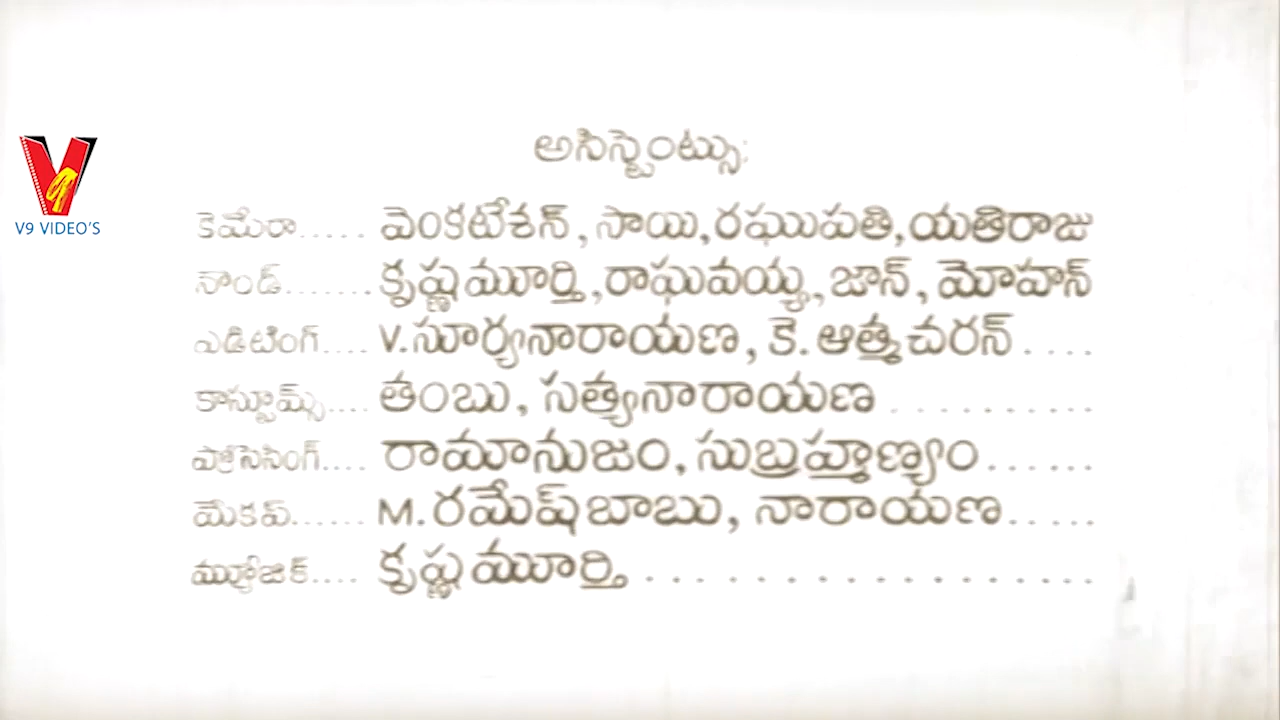 అసిస్టెంట్సు:
V9 VIDEO'S
కెమేరా..... వెంకటేశన్, సాయి, రఘుపతి, యతిరాజు
సౌండ్....... కృష్ణమూర్తి, రాఘవయ్య, జాన్, మోహన్
ఎడిటింగ్.... V. సూర్యనారాయణ, కె. ఆత్మచరన్....
కాస్ట్యూమ్స్.... తంబు, సత్యనారాయణ..........
ప్రాసెసింగ్.... రామానుజం, సుబ్రహ్మణ్యం......
మేకప్...... M. రమేష్ బాబు, నారాయణ.....
మ్యూజిక్.... కృష్ణమూర్తి ................